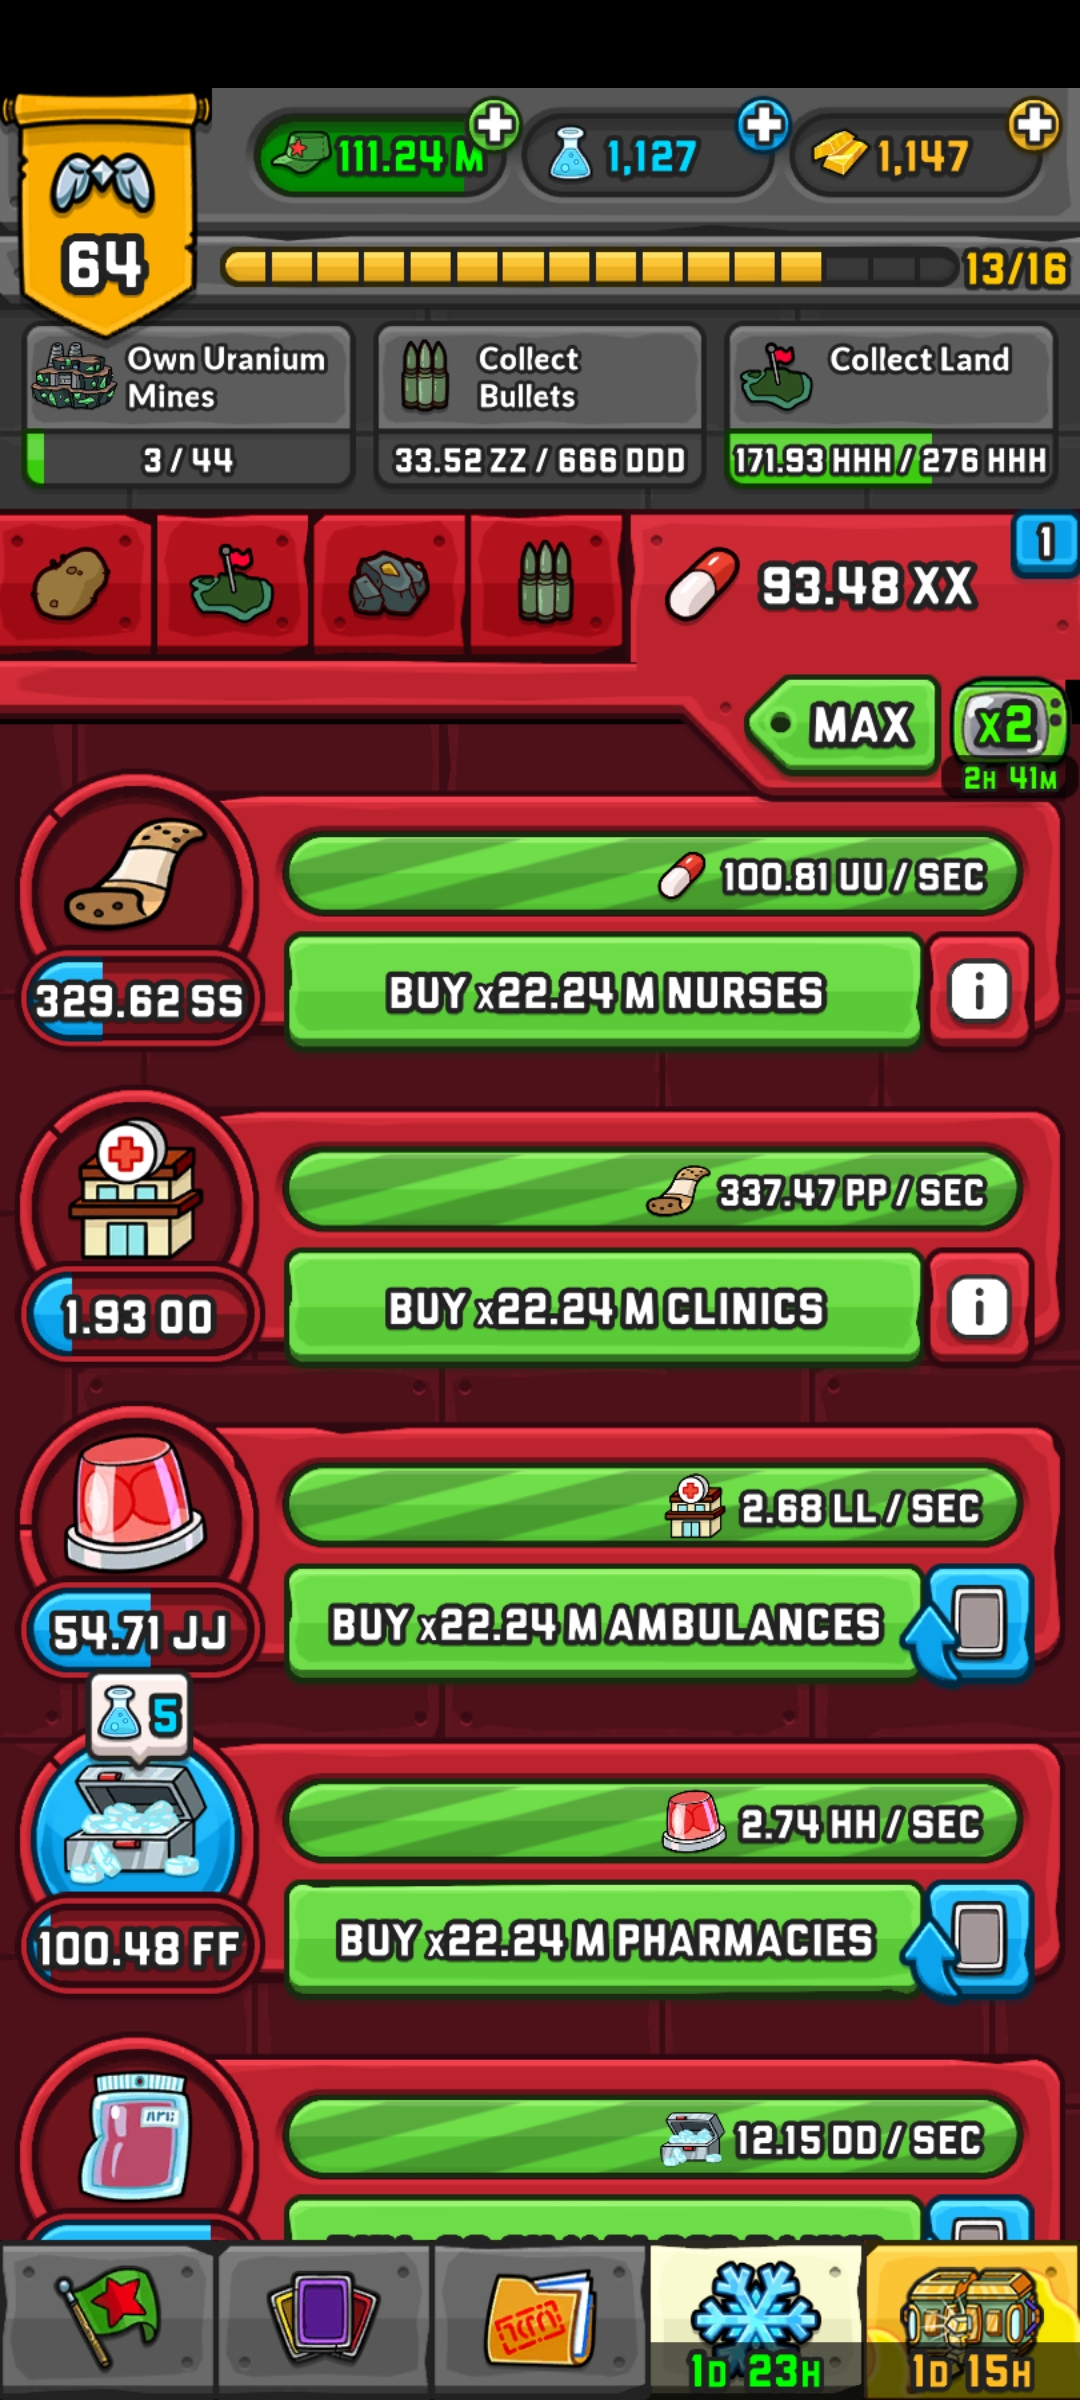 111.24 M
1,127
1,147
64
13/16
Own Uranium
Mines
3 / 44
Collect
Bullets
33.52 ZZ / 666 DDD
Collect Land
171.93 HHH / 276 HHH
93.48 XX
1
MAX
x2
2H 41M
100.81 UU / SEC
329.62 SS
BUY x22.24 M NURSES
337.47 PP / SEC
1.93 OO
BUY x22.24 M CLINICS
2.68 LL / SEC
54.71 JJ
BUY x22.24 M AMBULANCES
5
2.74 HH / SEC
100.48 FF
BUY x22.24 M PHARMACIES
12.15 DD / SEC
1D 23H
1D 15H